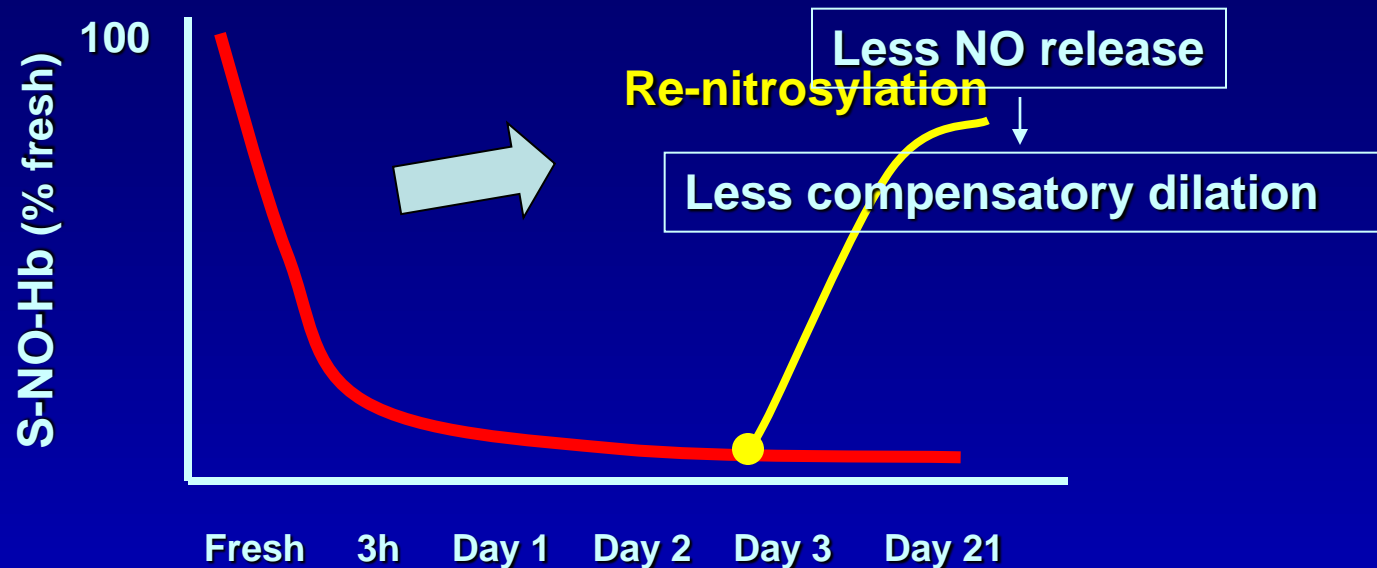 100
Less NO release
Re-nitrosylation
Less compensatory dilation
S-NO-Hb (% fresh)
Fresh 3h Day 1 Day 2 Day 3 Day 21